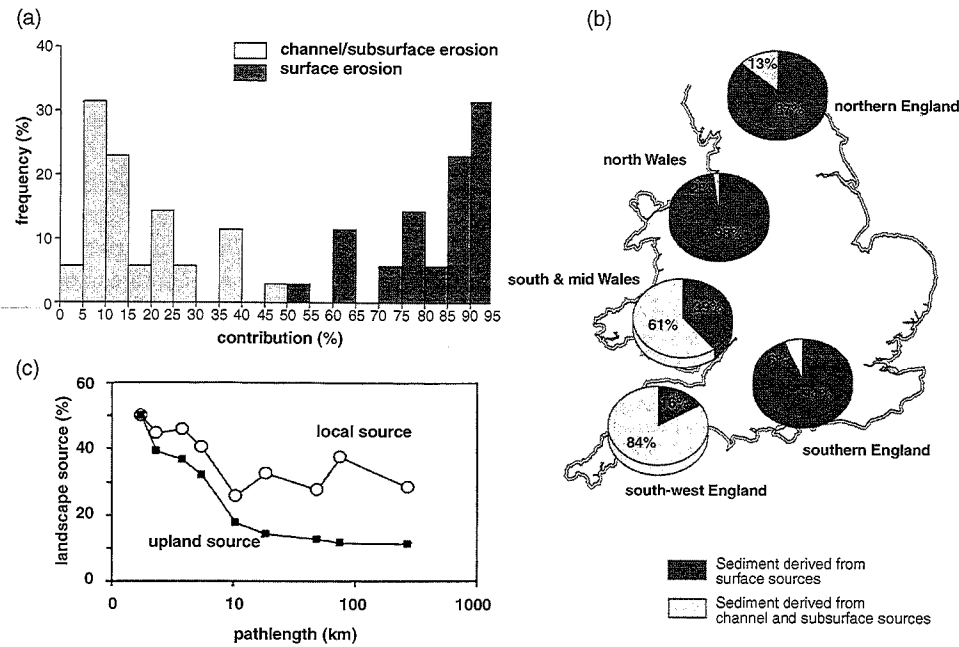 (a)
40
30
20
10
0
frequency (%)
channel/subsurface erosion
surface erosion
0 5 10 15 20 25 30 35 40 45 50 55 60 65 70 75 80 85 90 95
contribution (%)
(b)
13%
northern England
north Wales
south & mid Wales
61%
84%
south-west England
southern England
Sediment derived from
surface sources
Sediment derived from
channel and subsurface sources
(c)
60
40
20
0
landscape source (%)
local source
upland source
0 10 100 1000
pathlength (km)